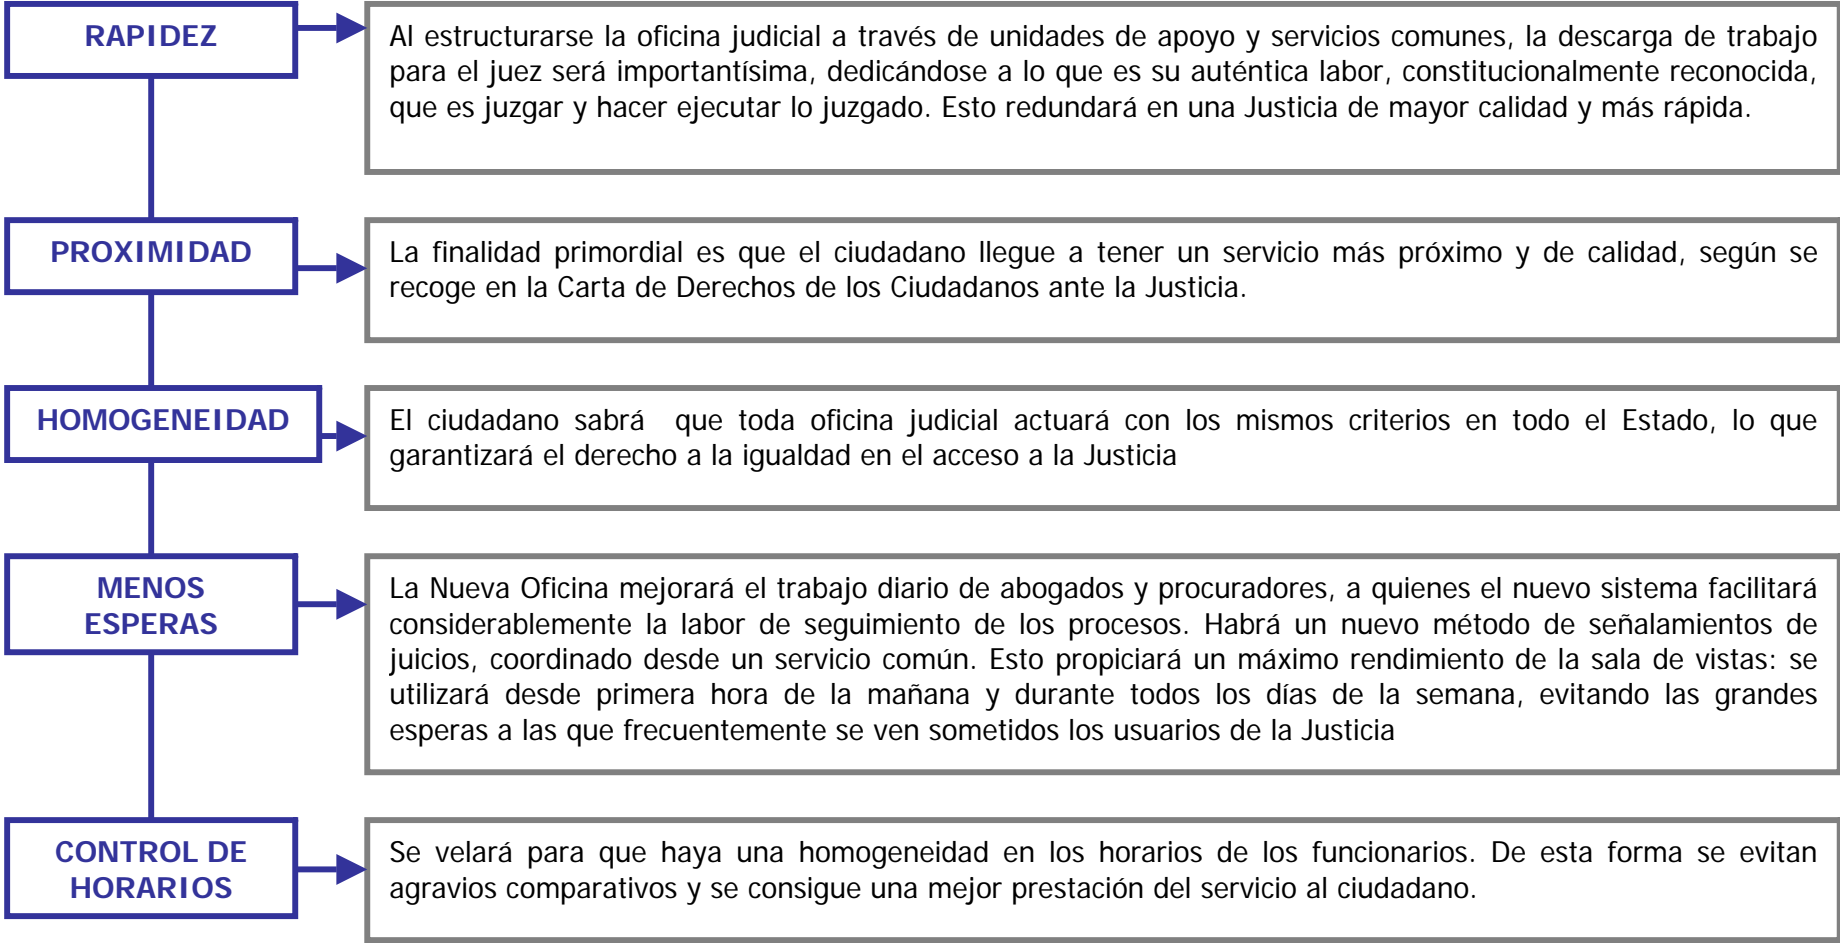 RAPIDEZ
Al estructurarse la oficina judicial a través de unidades de apoyo y servicios comunes, la descarga de trabajo
para el juez será importantísima, dedicándose a lo que es su auténtica labor, constitucionalmente reconocida,
que es juzgar y hacer ejecutar lo juzgado. Esto redundará en una Justicia de mayor calidad y más rápida.
PROXIMIDAD
La finalidad primordial es que el ciudadano llegue a tener un servicio más próximo y de calidad, según se
recoge en la Carta de Derechos de los Ciudadanos ante la Justicia.
HOMOGENEIDAD
El ciudadano sabrá  que toda oficina judicial actuará con los mismos criterios en todo el Estado, lo que
garantizará el derecho a la igualdad en el acceso a la Justicia
MENOS
ESPERAS
La Nueva Oficina mejorará el trabajo diario de abogados y procuradores, a quienes el nuevo sistema facilitará
considerablemente la labor de seguimiento de los procesos. Habrá un nuevo método de señalamientos de
juicios, coordinado desde un servicio común. Esto propiciará un máximo rendimiento de la sala de vistas: se
utilizará desde primera hora de la mañana y durante todos los días de la semana, evitando las grandes
esperas a las que frecuentemente se ven sometidos los usuarios de la Justicia
CONTROL DE
HORARIOS
Se velará para que haya una homogeneidad en los horarios de los funcionarios. De esta forma se evitan
agravios comparativos y se consigue una mejor prestación del servicio al ciudadano.